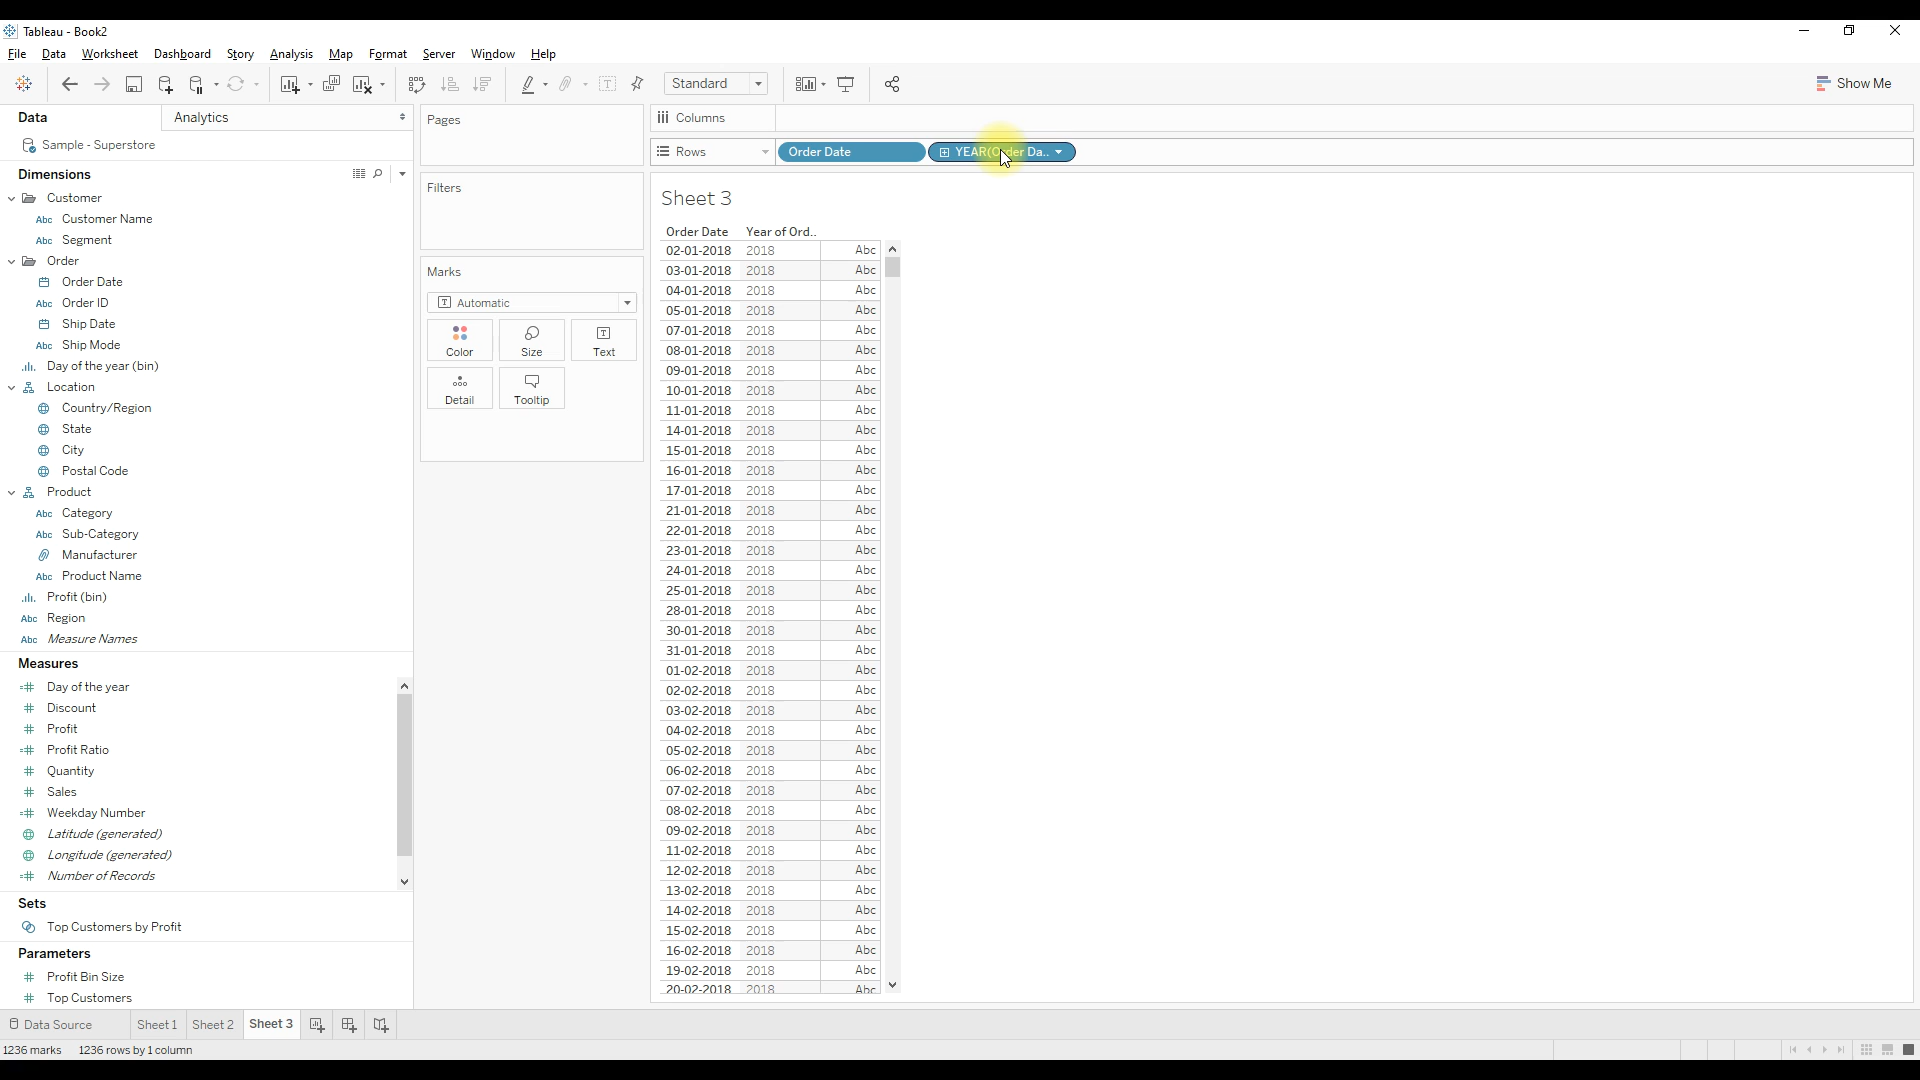 Tableau - Book2
File Data Worksheet Dashboard Story Analysis Map Format Server Window Help
Standard
Show Me
Data
Analytics
Sample - Superstore
Dimensions
Customer
Abc Customer Name
Abc Segment
Order
Order Date
Abc Order ID
Ship Date
Abc Ship Mode
Day of the year (bin)
Location
Country/Region
State
City
Postal Code
Product
Abc Category
Abc Sub-Category
Manufacturer
Abc Product Name
Profit (bin)
Abc Region
Abc Measure Names
Measures
Day of the year
Discount
Profit
Profit Ratio
Quantity
Sales
Weekday Number
Latitude (generated)
Longitude (generated)
Number of Records
Sets
Top Customers by Profit
Parameters
Profit Bin Size
Top Customers
Pages
Filters
Marks
Automatic
Color Size Text
Detail Tooltip
Columns
Rows Order Date YEAR(Order Da..
Sheet 3
Order Date Year of Ord..
02-01-2018 2018 Abc
03-01-2018 2018 Abc
04-01-2018 2018 Abc
05-01-2018 2018 Abc
07-01-2018 2018 Abc
08-01-2018 2018 Abc
09-01-2018 2018 Abc
10-01-2018 2018 Abc
11-01-2018 2018 Abc
14-01-2018 2018 Abc
15-01-2018 2018 Abc
16-01-2018 2018 Abc
17-01-2018 2018 Abc
21-01-2018 2018 Abc
22-01-2018 2018 Abc
23-01-2018 2018 Abc
24-01-2018 2018 Abc
25-01-2018 2018 Abc
28-01-2018 2018 Abc
30-01-2018 2018 Abc
31-01-2018 2018 Abc
01-02-2018 2018 Abc
02-02-2018 2018 Abc
03-02-2018 2018 Abc
04-02-2018 2018 Abc
05-02-2018 2018 Abc
06-02-2018 2018 Abc
07-02-2018 2018 Abc
08-02-2018 2018 Abc
09-02-2018 2018 Abc
11-02-2018 2018 Abc
12-02-2018 2018 Abc
13-02-2018 2018 Abc
14-02-2018 2018 Abc
15-02-2018 2018 Abc
16-02-2018 2018 Abc
19-02-2018 2018 Abc
20-02-2018 2018 Abc
Data Source Sheet 1 Sheet 2 Sheet 3
1236 marks 1236 rows by 1 column